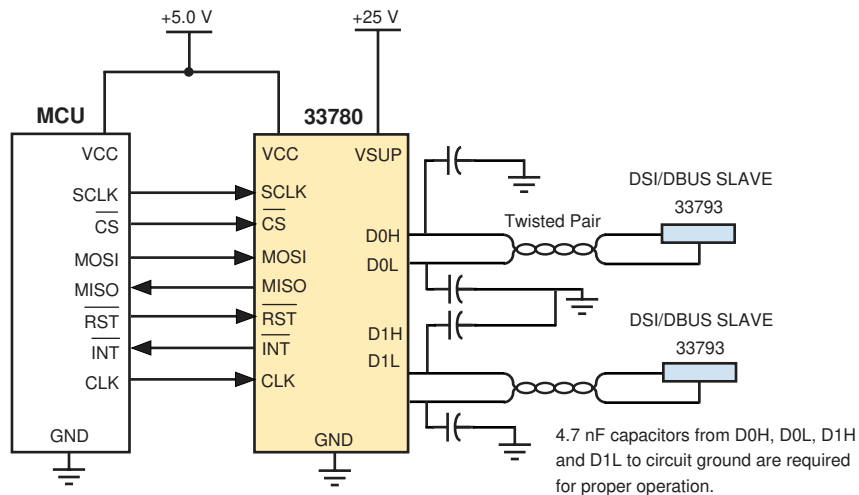 +5.0 V
+25 V
MCU
33780
VCC
VCC
VSUP
SCLK
SCLK
CS
CS
MOSI
MOSI
MISO
MISO
RST
RST
INT
INT
CLK
CLK
GND
GND
D0H
D0L
D1H
D1L
Twisted Pair
DSI/DBUS SLAVE
33793
DSI/DBUS SLAVE
33793
4.7 nF capacitors from D0H, D0L, D1H
and D1L to circuit ground are required
for proper operation.